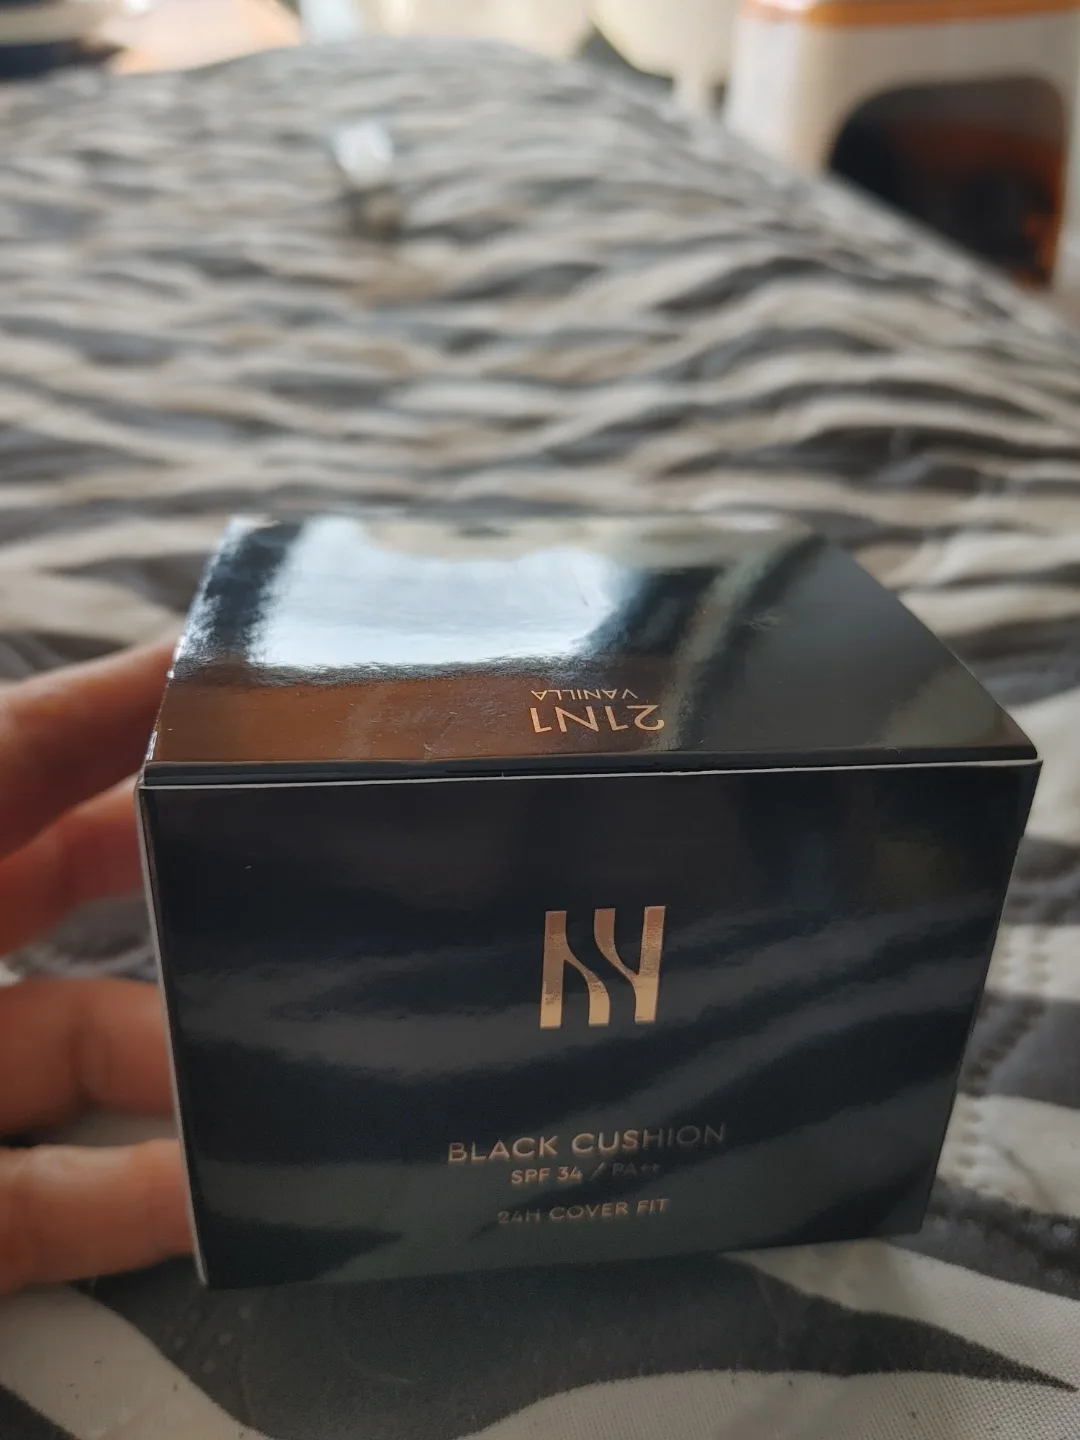 21N1
VANILLA
BLACK CUSHION
SPF 34 / PA++
24H COVER FIT